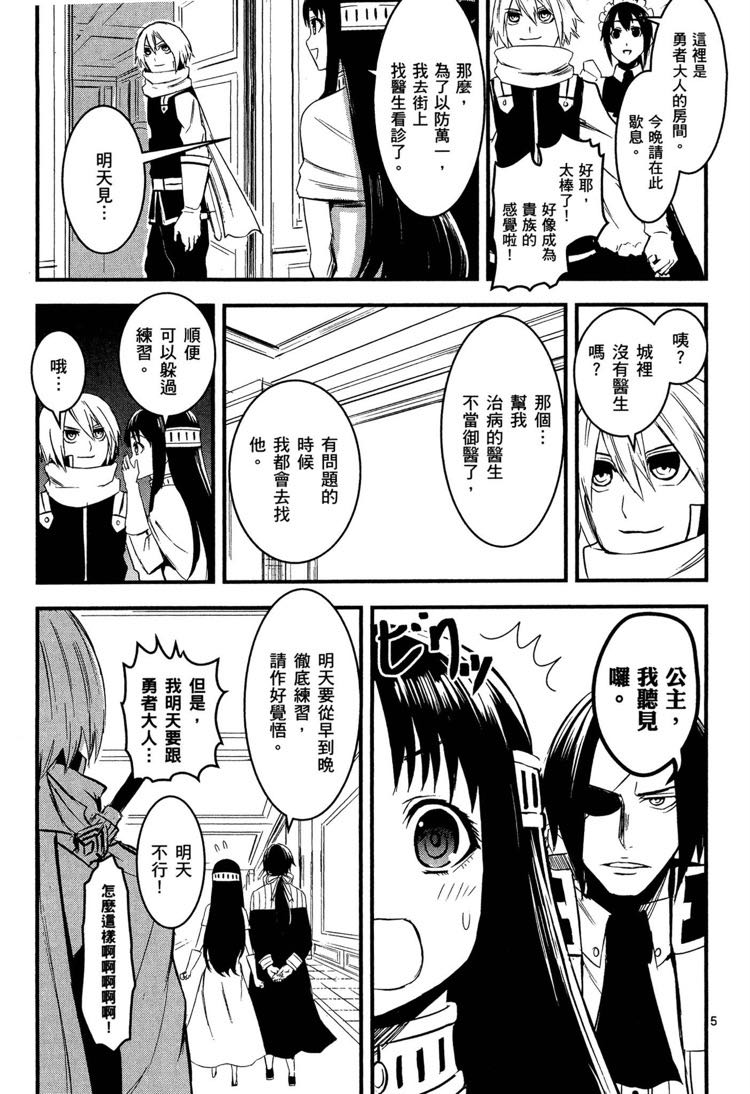 這裡是
勇者大人的房間。
今晚請在此
歇息。
好耶，
太棒了！
好像成為
貴族的
感覺啦！
那麼，
為了以防萬一，
我去街上
找醫生看診了。
明天見…
咦？
城裡
沒有醫生
嗎？
那個…
幫我
治病的醫生
不當御醫了，
有問題的
時候
我都會去找
他。
順便
可以躲過
練習。
哦…
公主，
我聽見
囉。
ビクッ
明天要從早到晚
徹底練習，
請作好覺悟。
但是，
我明天要跟
勇者大人…
明天
不行！
怎麼這樣啊啊啊啊啊！
5